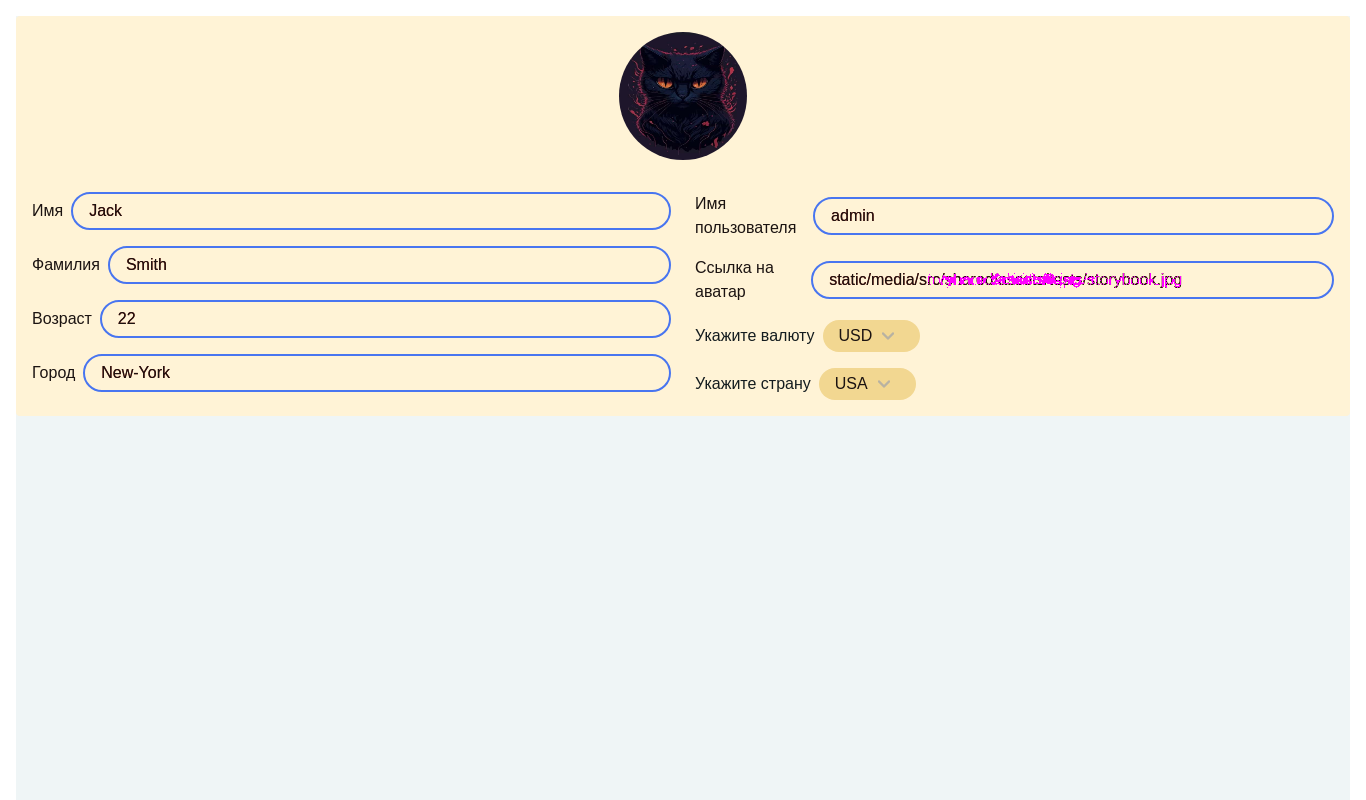 Имя
Jack
Фамилия
Smith
Возраст
22
Город
New-York
Имя
пользователя
admin
Ссылка на
аватар
static/media/src/shared/assets/tests/storybook.jpg
Укажите валюту
USD
Укажите страну
USA